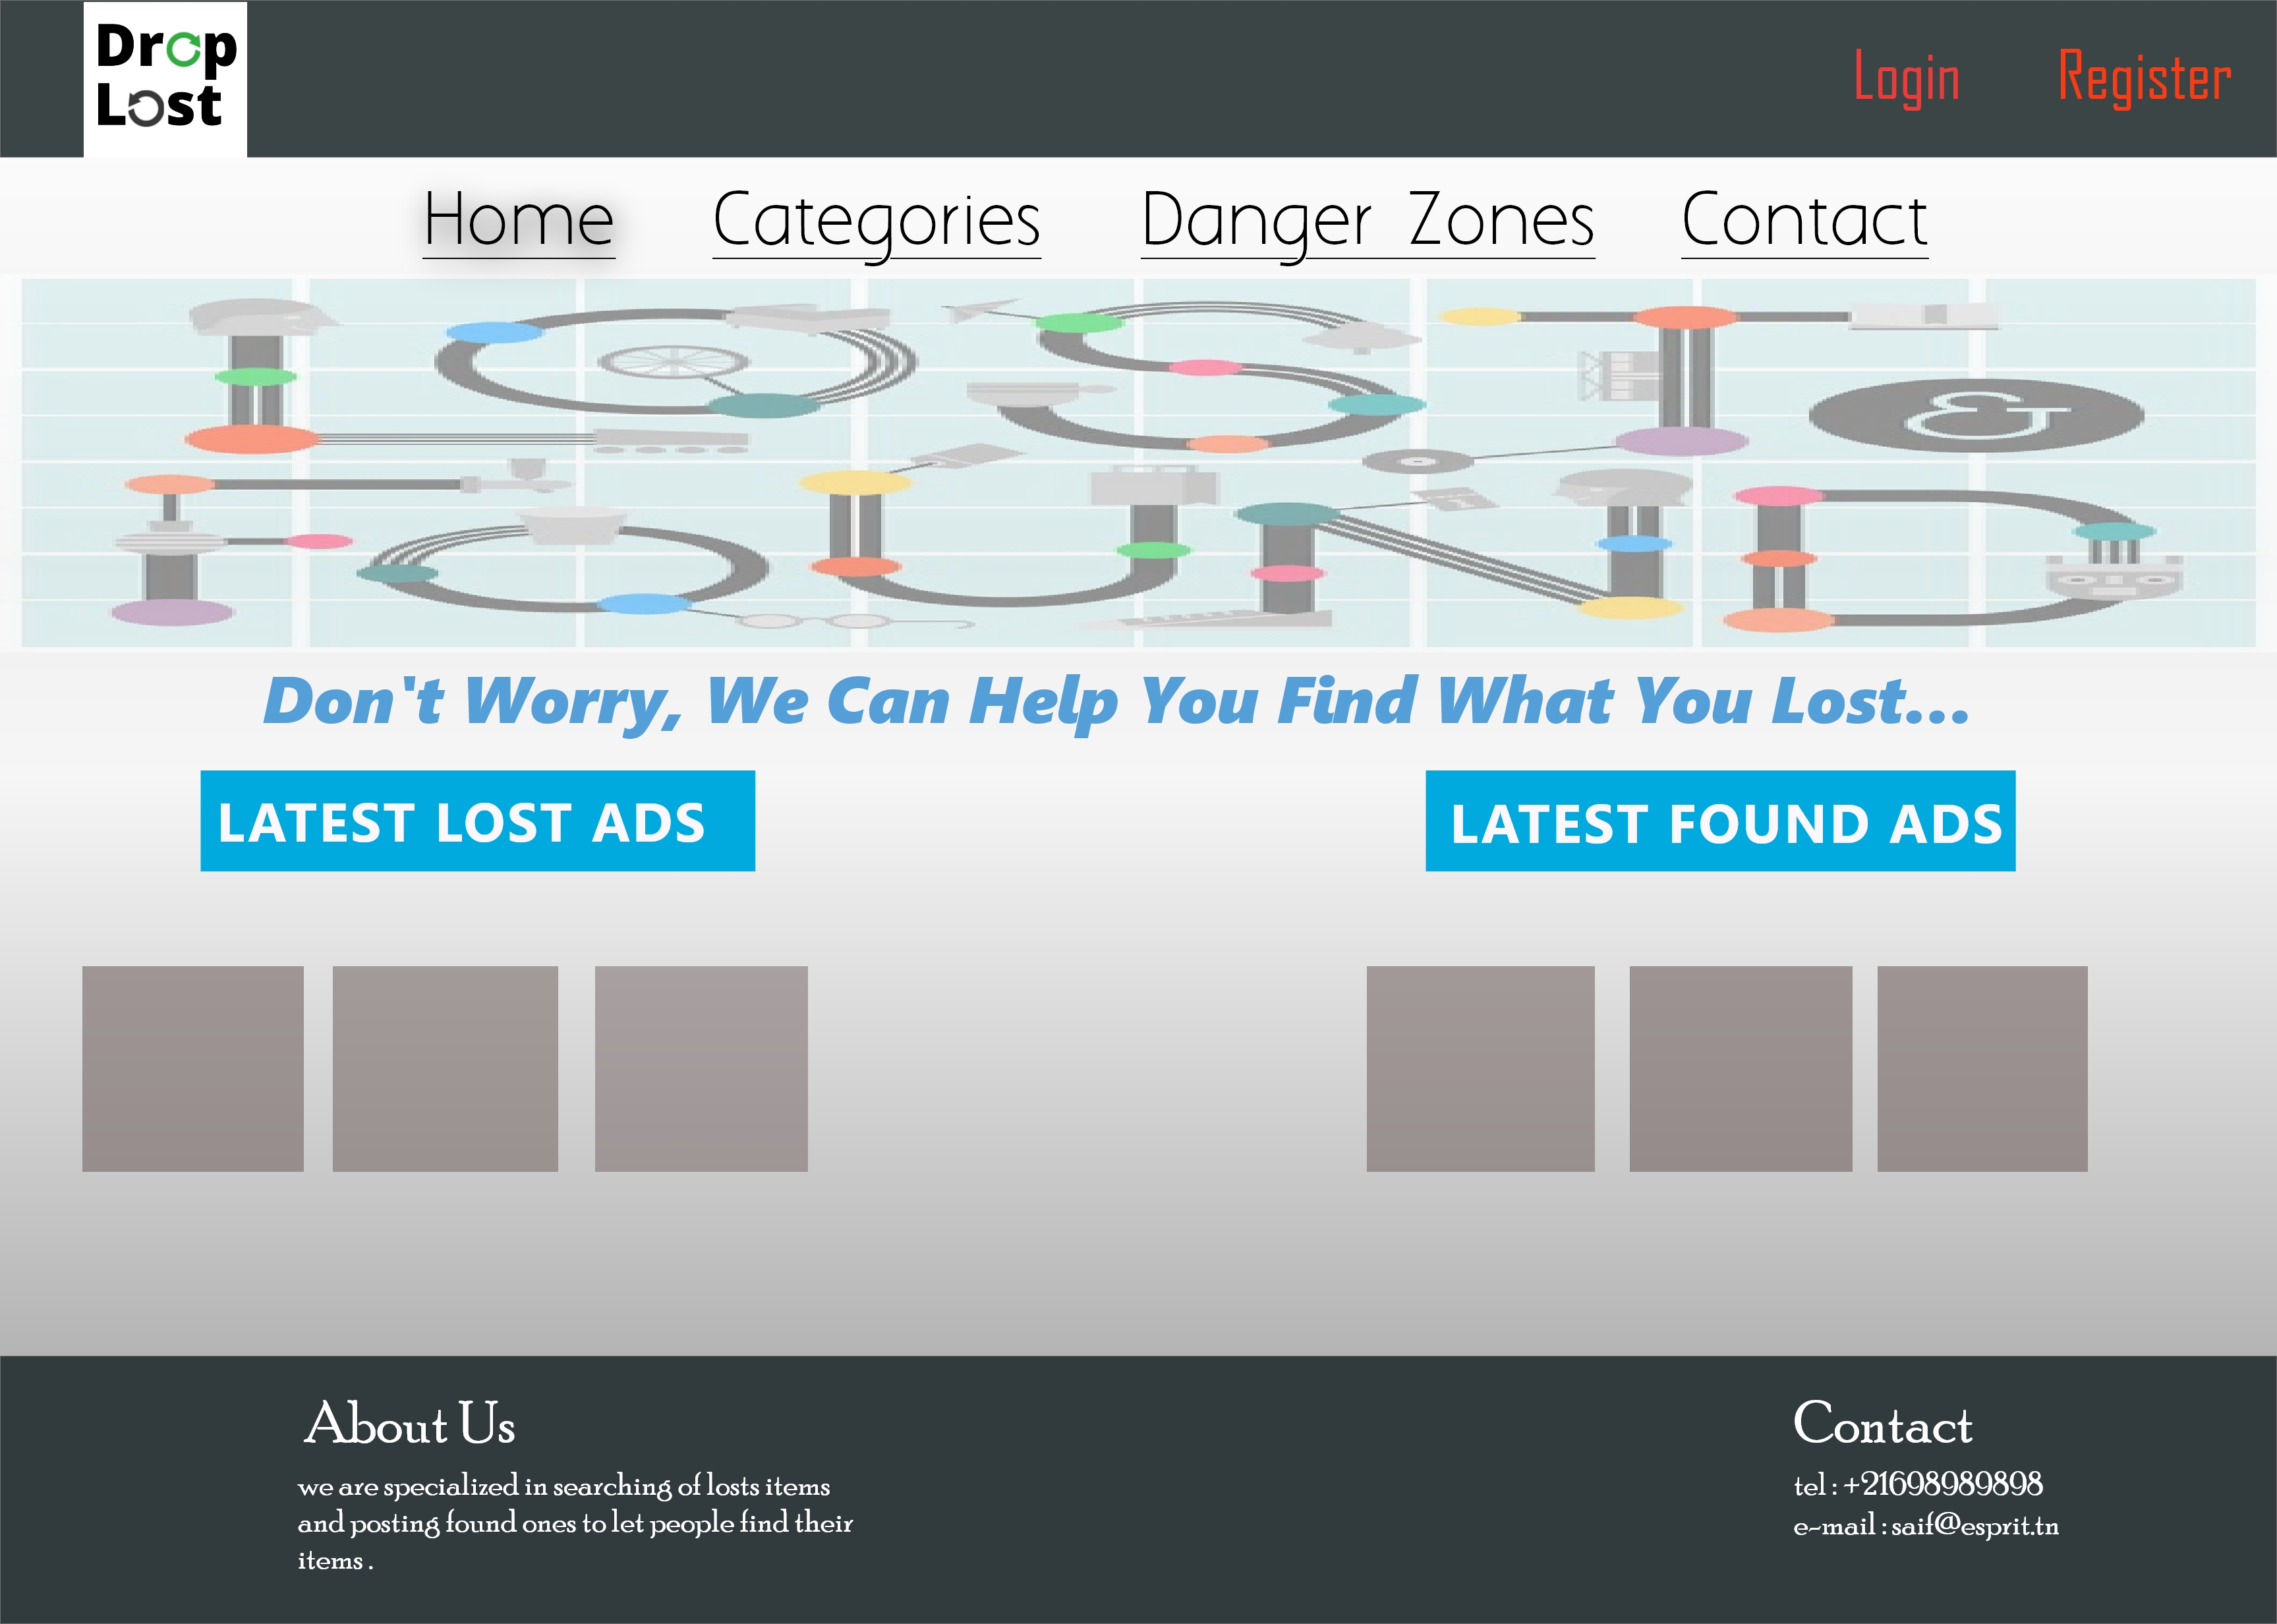 Drop
Lost
Login Register
Home Categories Danger Zones Contact
LOST &
FOUND
Don't Worry, We Can Help You Find What You Lost...
LATEST LOST ADS LATEST FOUND ADS
About Us
we are specialized in searching of losts items
and posting found ones to let people find their
items .
Contact
tel : +21698989898
e-mail : saif@esprit.tn